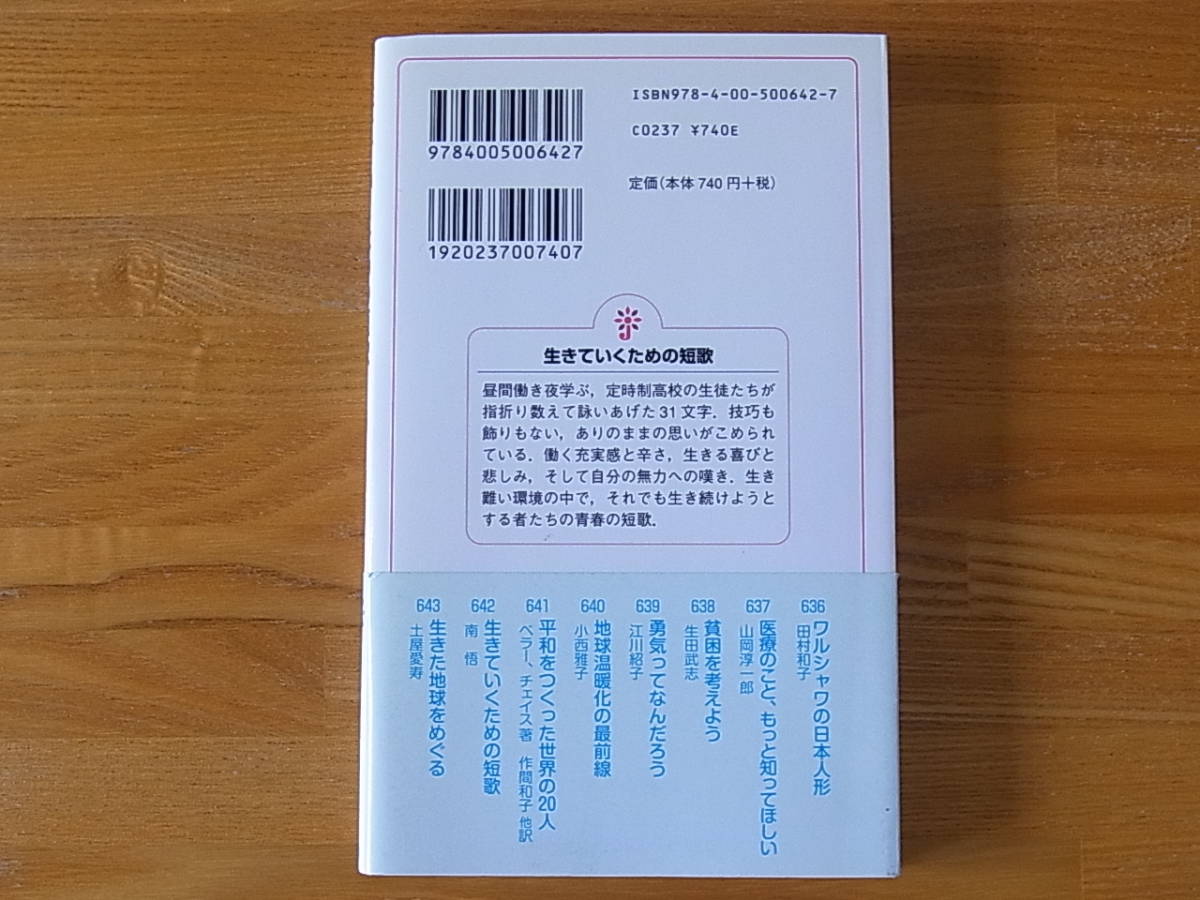 ISBN978-4-00-500642-7
C0237 ¥740E
9784005006427
定価(本体 740 円+税)
1920237007407
生きていくための短歌
昼間働き夜学ぶ,定時制高校の生徒たちが
指折り数えて詠いあげた 31 文字.技巧も
飾りもない,ありのままの思いがこめられ
ている.働く充実感と辛さ,生きる喜びと
悲しみ,そして自分の無力への嘆き.生き
難い環境の中で,それでも生き続けようと
する者たちの青春の短歌.
636 ワルシャワの日本人形
田村和子
637 医療のこと、もっと知ってほしい
山岡淳一郎
638 貧困を考えよう
生田武志
639 勇気ってなんだろう
江川紹子
640 地球温暖化の最前線
小西雅子
641 平和をつくった世界の20人
ベラー、チェイス 著 作間和子 他訳
642 生きていくための短歌
南 悟
643 生きた地球をめぐる
土屋愛寿